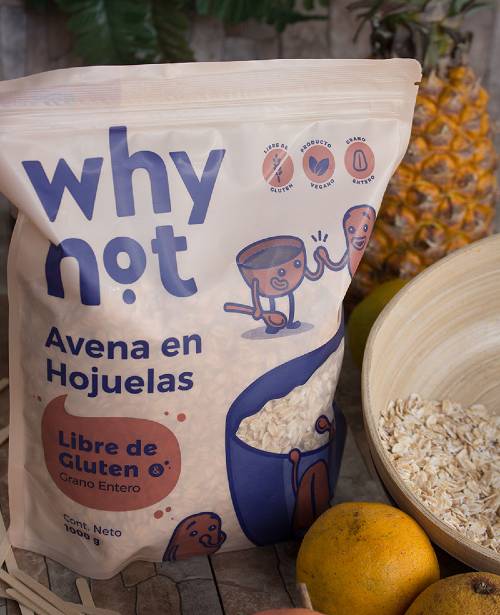 why
not
LIBRE DE
GLUTEN
PRODUCTO
VEGANO
GRANO
ENTERO
Avena en
Hojuelas
Libre de
Gluten &
Grano Entero
Cont. Neto
1000 g